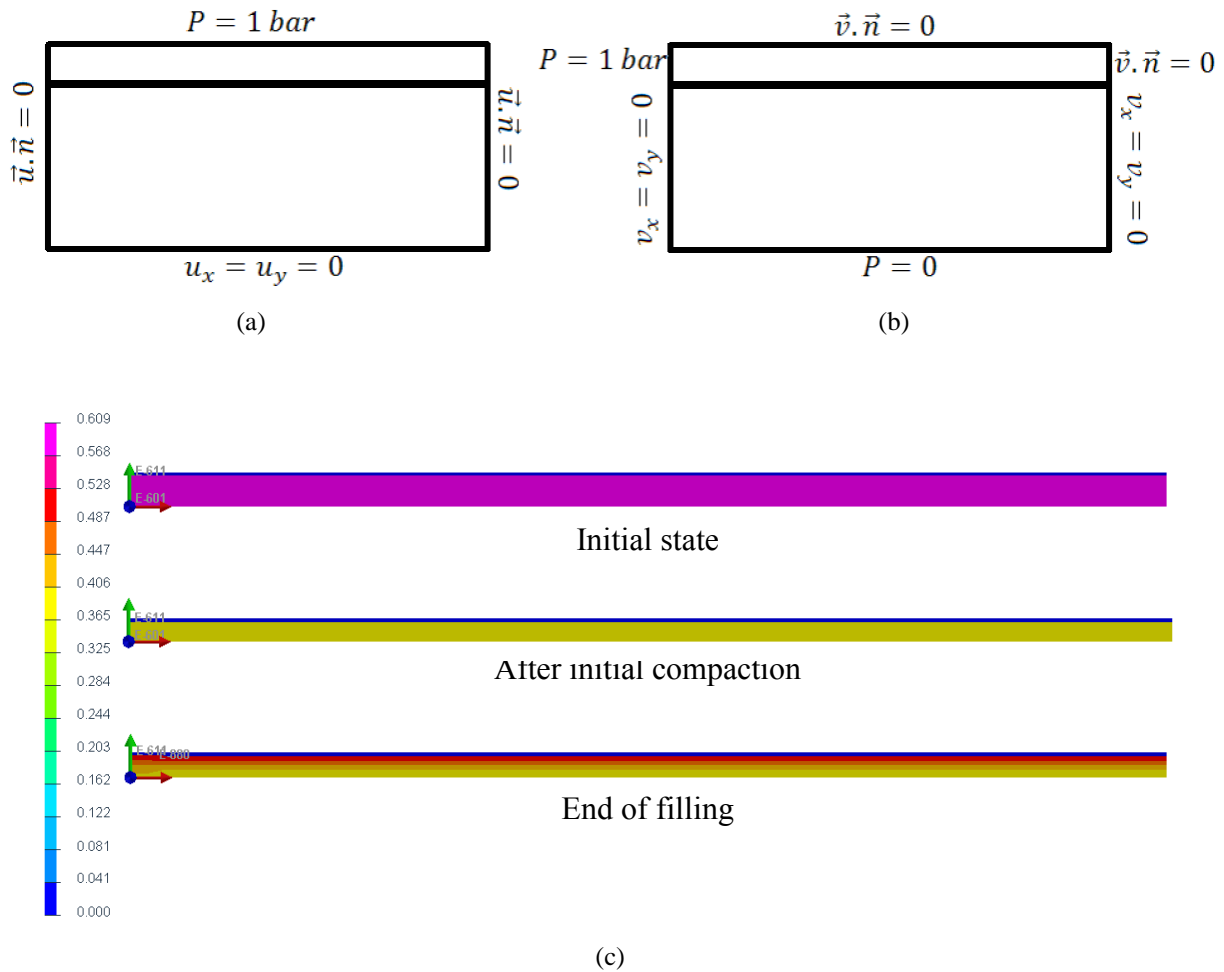 P = 1 bar
u⃗.n⃗ = 0
u⃗.n⃗ = 0
u_x = u_y = 0
(a)
v⃗.n⃗ = 0
P = 1 bar
v⃗.n⃗ = 0
v_x = v_y = 0
v_x = v_y = 0
P = 0
(b)
0.609
0.568
0.528
0.487
0.447
0.406
0.365
0.325
0.284
0.244
0.203
0.162
0.122
0.081
0.041
0.000
E-611
E-601
Initial state
E-611
E-601
After initial compaction
E-611
End of filling
(c)